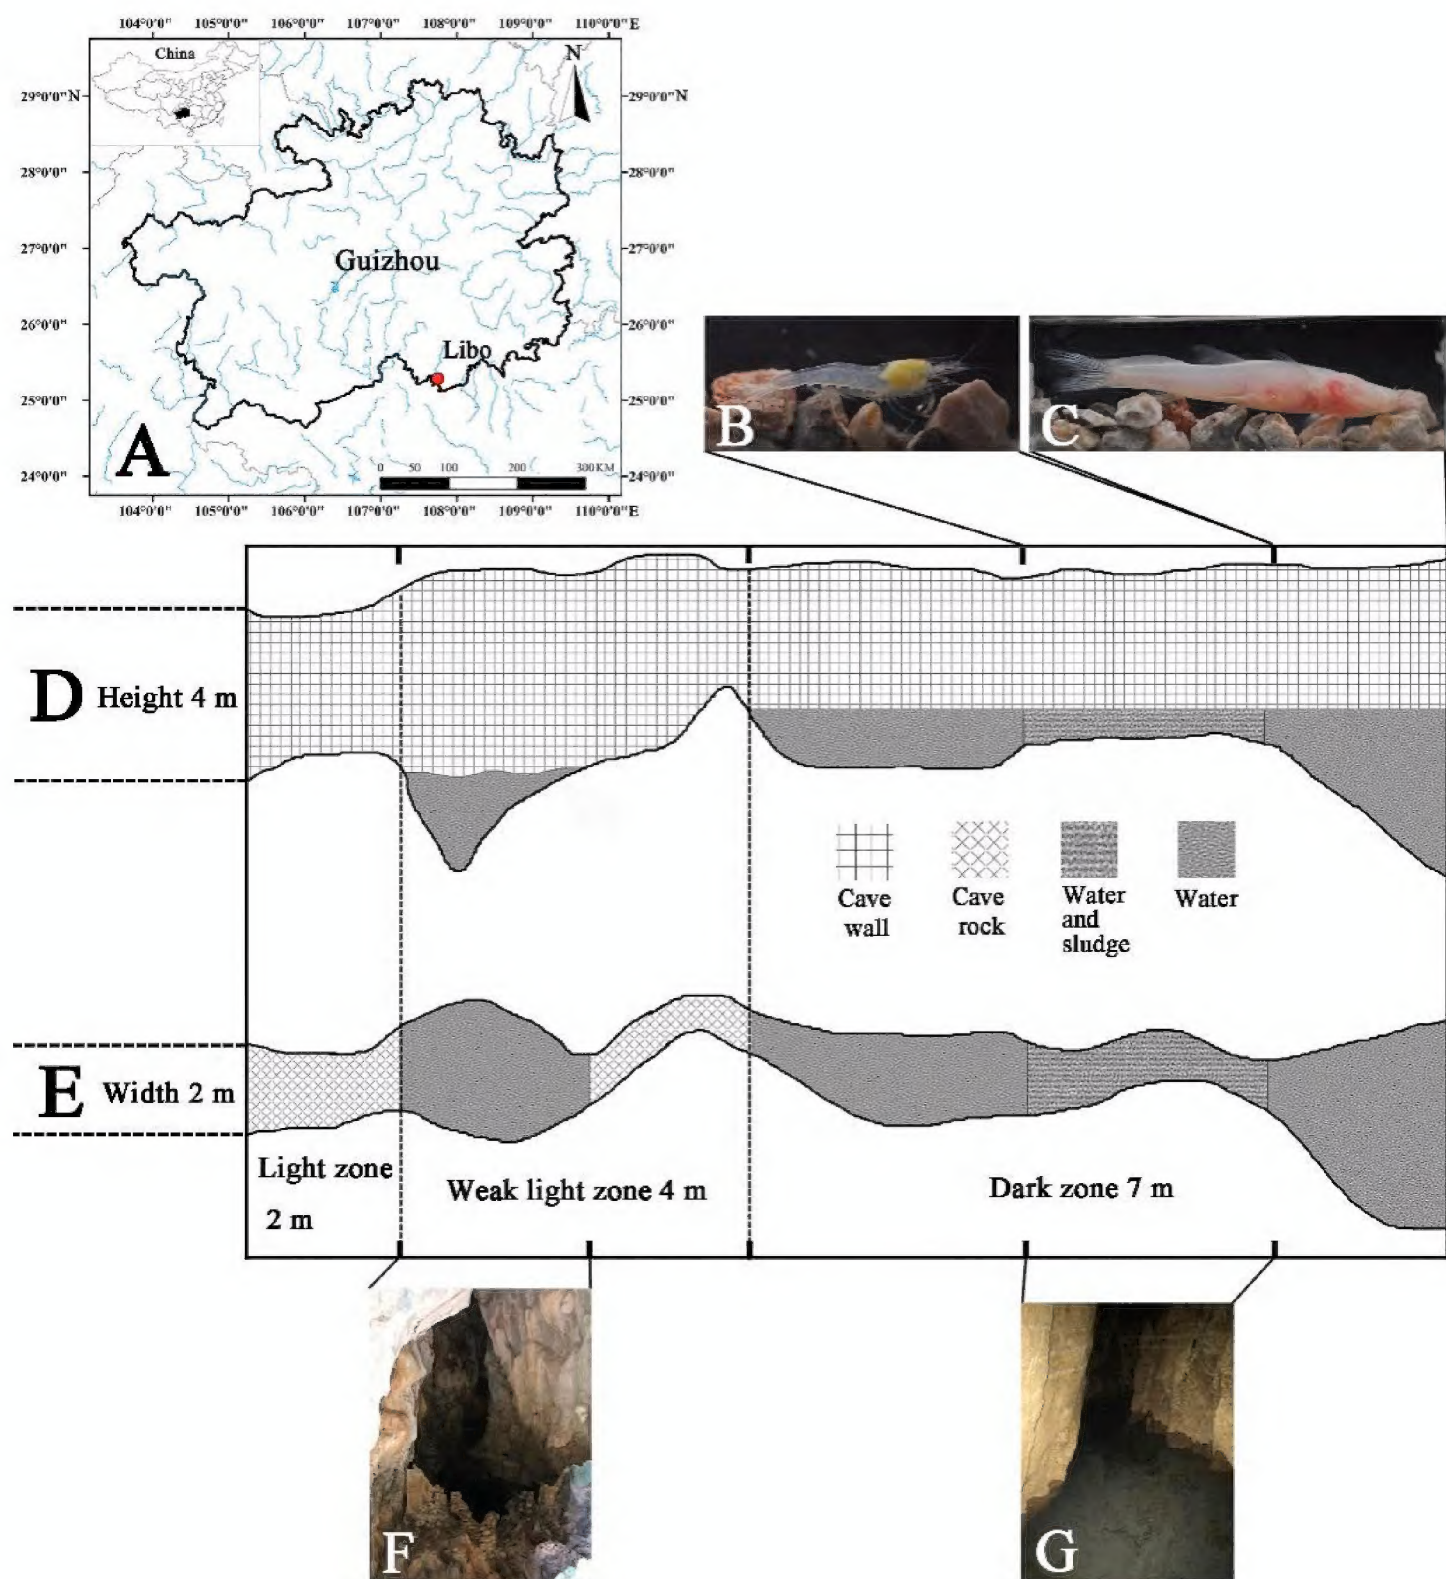 104°0'0" 105°0'0" 106°0'0" 107°0'0" 108°0'0" 109°0'0" 110°0'0"E
China
N
29°0'0"N
29°0'0"N
28°0'0"
28°0'0"
27°0'0"
27°0'0"
Guizhou
26°0'0"
26°0'0"
Libo
25°0'0"
25°0'0"
A
0 50 100 200 300 KM
24°0'0"
24°0'0"
104°0'0" 105°0'0" 106°0'0" 107°0'0" 108°0'0" 109°0'0" 110°0'0"E
B
C
D Height 4 m
Cave
wall
Cave
rock
Water
and
sludge
Water
E Width 2 m
Light zone
2 m
Weak light zone 4 m
Dark zone 7 m
F
G